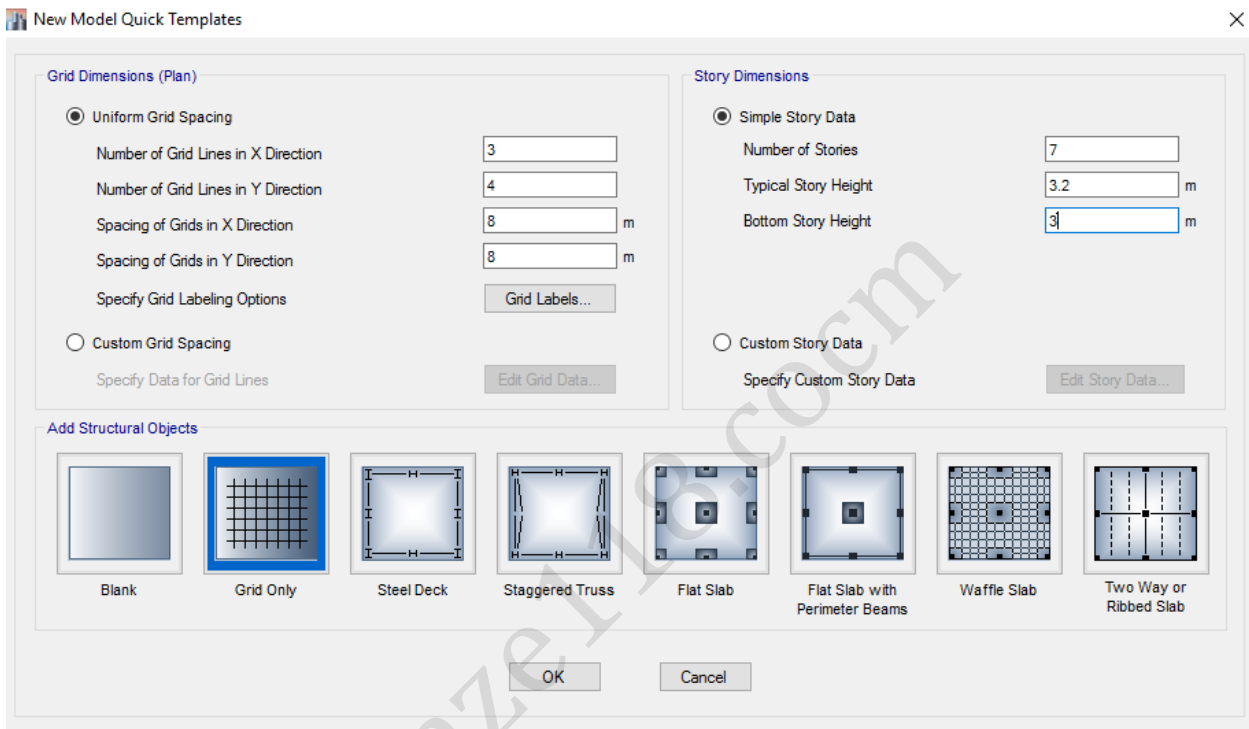 New Model Quick Templates
Grid Dimensions (Plan)
Uniform Grid Spacing
Number of Grid Lines in X Direction 3
Number of Grid Lines in Y Direction 4
Spacing of Grids in X Direction 8 m
Spacing of Grids in Y Direction 8 m
Specify Grid Labeling Options Grid Labels...
Custom Grid Spacing
Specify Data for Grid Lines Edit Grid Data...
Story Dimensions
Simple Story Data
Number of Stories 7
Typical Story Height 3.2 m
Bottom Story Height 3 m
Custom Story Data
Specify Custom Story Data Edit Story Data...
Add Structural Objects
Blank
Grid Only
Steel Deck
Staggered Truss
Flat Slab
Flat Slab with
Perimeter Beams
Waffle Slab
Two Way or
Ribbed Slab
OK Cancel
aze118.cocm